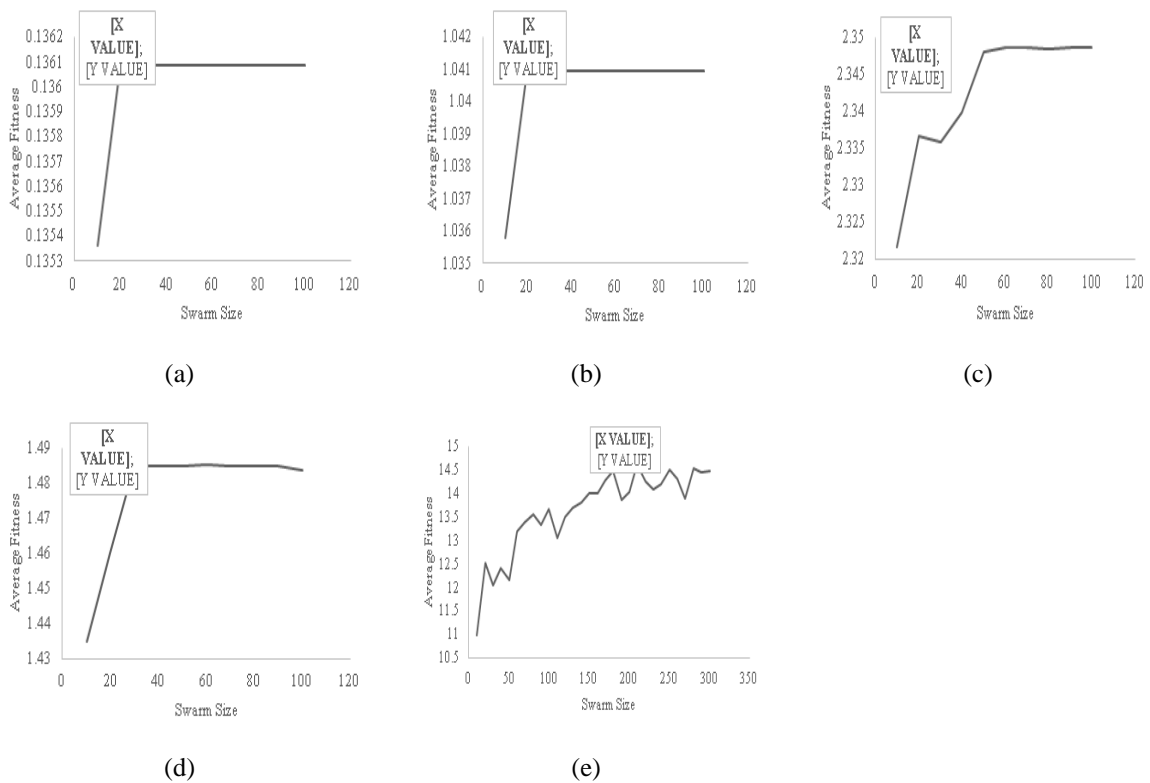 [X
VALUE];
[Y VALUE]
0.1362
0.1361
0.136
0.1359
0.1358
0.1357
0.1356
0.1355
0.1354
0.1353
Average Fitness
0 20 40 60 80 100 120
Swarm Size
(a)
[X
VALUE];
[Y VALUE]
1.042
1.041
1.04
1.039
1.038
1.037
1.036
1.035
Average Fitness
0 20 40 60 80 100 120
Swarm Size
(b)
[X
VALUE];
[Y VALUE]
2.35
2.345
2.34
2.335
2.33
2.325
2.32
Average Fitness
0 20 40 60 80 100 120
Swarm Size
(c)
[X
VALUE];
[Y VALUE]
1.49
1.48
1.47
1.46
1.45
1.44
1.43
Average Fitness
0 20 40 60 80 100 120
Swarm Size
(d)
[X VALUE];
[Y VALUE]
15
14.5
14
13.5
13
12.5
12
11.5
11
10.5
Average Fitness
0 50 100 150 200 250 300 350
Swarm Size
(e)